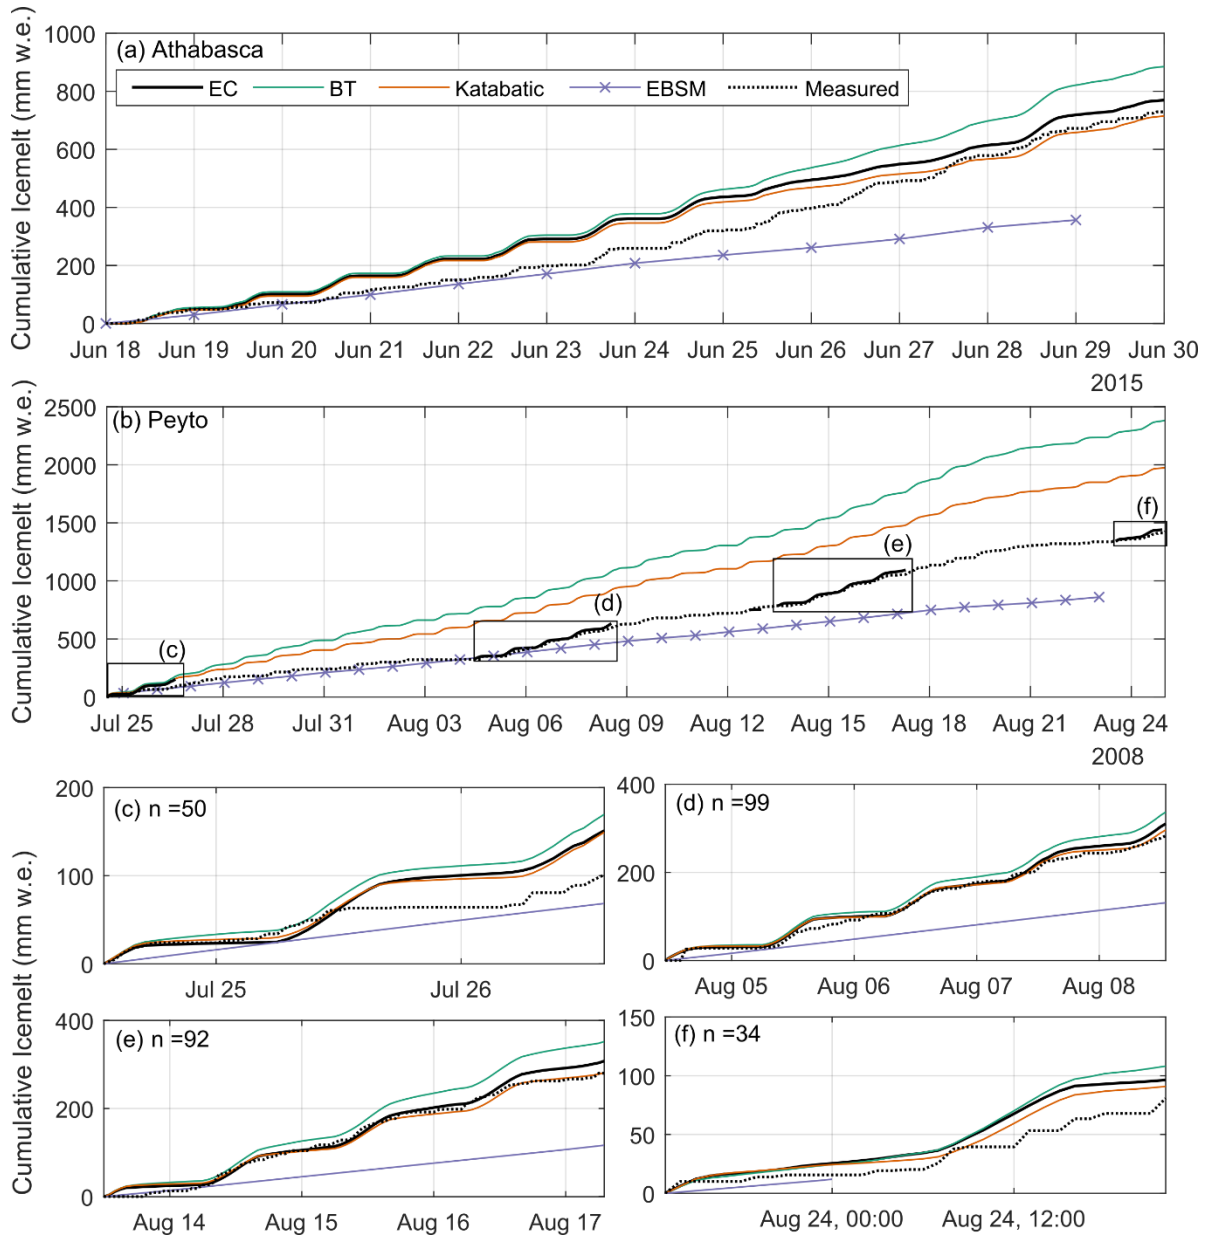 (a) Athabasca
EC BT Katabatic EBSM Measured
Cumulative Icemelt (mm w.e.)
1000
800
600
400
200
0
Jun 18 Jun 19 Jun 20 Jun 21 Jun 22 Jun 23 Jun 24 Jun 25 Jun 26 Jun 27 Jun 28 Jun 29 Jun 30
2015
(b) Peyto
Cumulative Icemelt (mm w.e.)
2500
2000
1500
1000
500
0
(c)
(d)
(e)
(f)
Jul 25 Jul 28 Jul 31 Aug 03 Aug 06 Aug 09 Aug 12 Aug 15 Aug 18 Aug 21 Aug 24
2008
Cumulative Icemelt (mm w.e.)
(c) n =50
200
100
0
Jul 25 Jul 26
(d) n =99
400
200
0
Aug 05 Aug 06 Aug 07 Aug 08
(e) n =92
400
200
0
Aug 14 Aug 15 Aug 16 Aug 17
(f) n =34
150
100
50
0
Aug 24, 00:00 Aug 24, 12:00